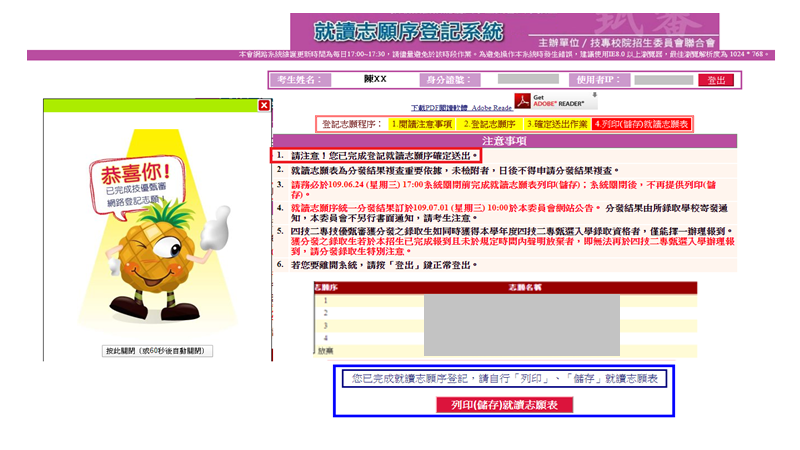 就讀志願序登記系統
主辦單位 / 技專校院招生委員會聯合會
本會網路系統維護更新時間為每日17:00~17:30，請儘量避免於該時段作業。為避免操作本系統時發生錯誤，建議使用IE8.0 以上瀏覽器，最佳瀏覽解析度為 1024 * 768。
考生姓名： 陳XX 身分證號： 使用者IP： 登出
下載PDF閱讀軟體 Adobe Reade
Get
ADOBE® READER®
登記志願程序： 1.閱讀注意事項 2.登記志願序 3.確定送出作業 4.列印(儲存)就讀志願表
注意事項
1. 請注意！您已完成登記就讀志願序確定送出。
2. 就讀志願表為分發結果複查重要依據，未檢附者，日後不得申請分發結果複查。
3. 請務必於109.06.24 (星期三) 17:00系統關閉前完成就讀志願表列印(儲存)；系統關閉後，不再提供列印(儲存)。
4. 就讀志願序統一分發結果訂於109.07.01 (星期三) 10:00於本委員會網站公告。 分發結果由所錄取學校寄發通知，本委員會不另行書面通知，請考生注意。
5. 四技二專技優甄審獲分發之錄取生如同時獲得本學年度四技二專甄選入學錄取資格者，僅能擇一辦理報到。獲分發之錄取生若於本招生已完成報到且未於規定時間內聲明放棄者，即無法再於四技二專甄選入學辦理報到，請分發錄取生特別注意。
6. 若您要離開系統，請按「登出」鍵正常登出。
恭喜你!
已完成技優甄審
網路登記志願！
按此關閉（或60秒後自動關閉）
志願序 志願名稱
1
2
3
4
放棄
您已完成就讀志願序登記，請自行「列印」、「儲存」就讀志願表
列印(儲存)就讀志願表